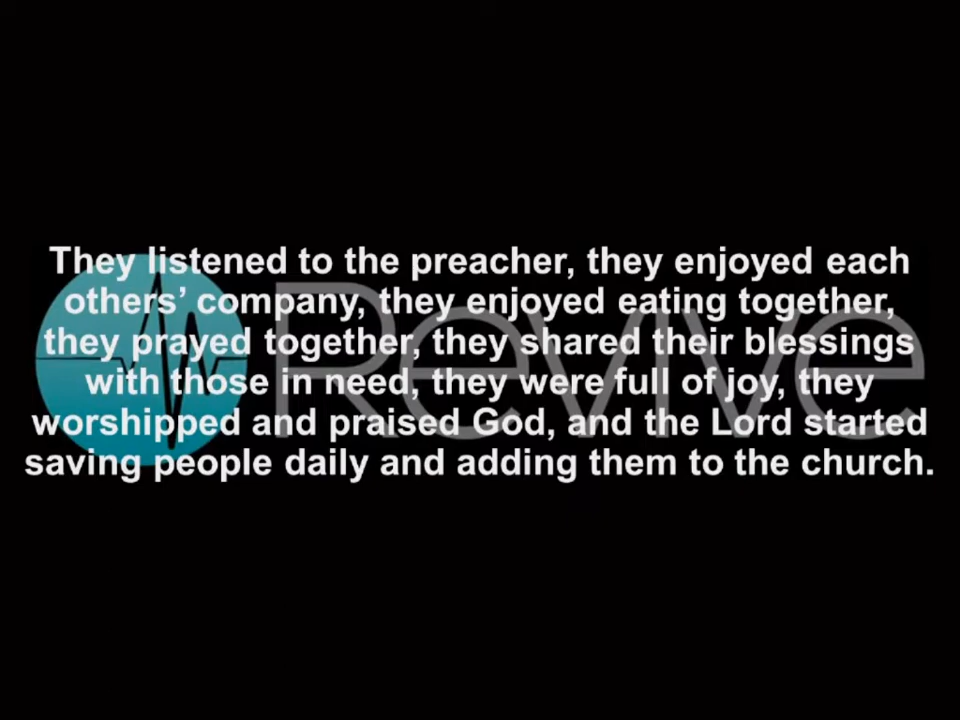 They listened to the preacher, they enjoyed each
others’ company, they enjoyed eating together,
they prayed together, they shared their blessings
with those in need, they were full of joy, they
worshipped and praised God, and the Lord started
saving people daily and adding them to the church.
Revive